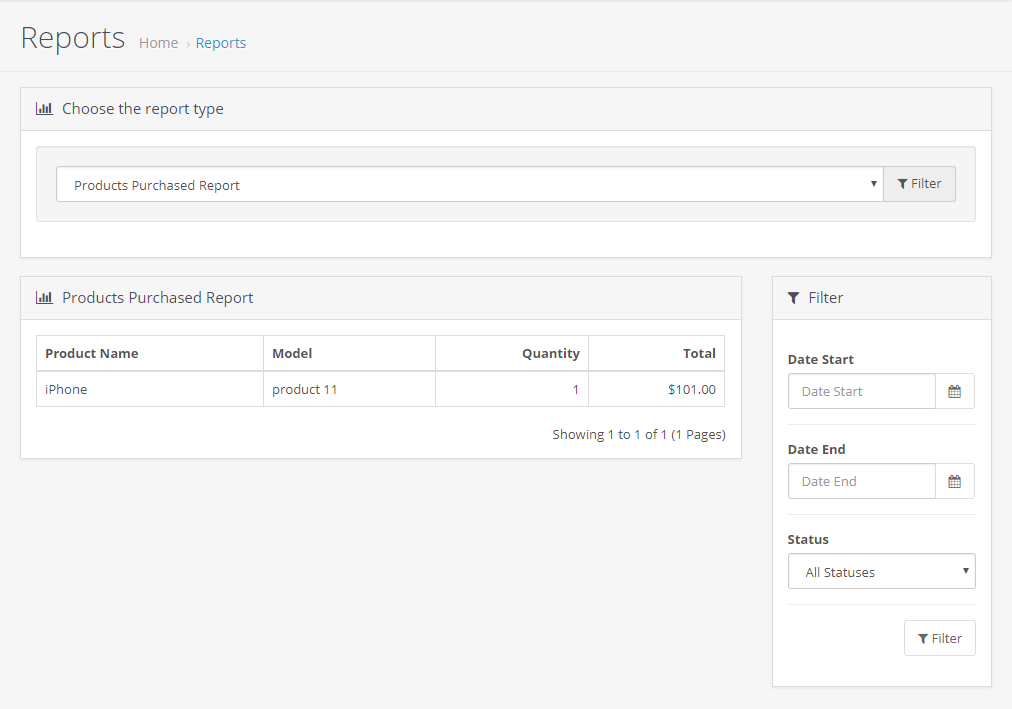 Reports Home › Reports
Choose the report type
Products Purchased Report Filter
Products Purchased Report
Product Name Model Quantity Total
iPhone product 11 1 $101.00
Showing 1 to 1 of 1 (1 Pages)
Filter
Date Start
Date Start
Date End
Date End
Status
All Statuses
Filter